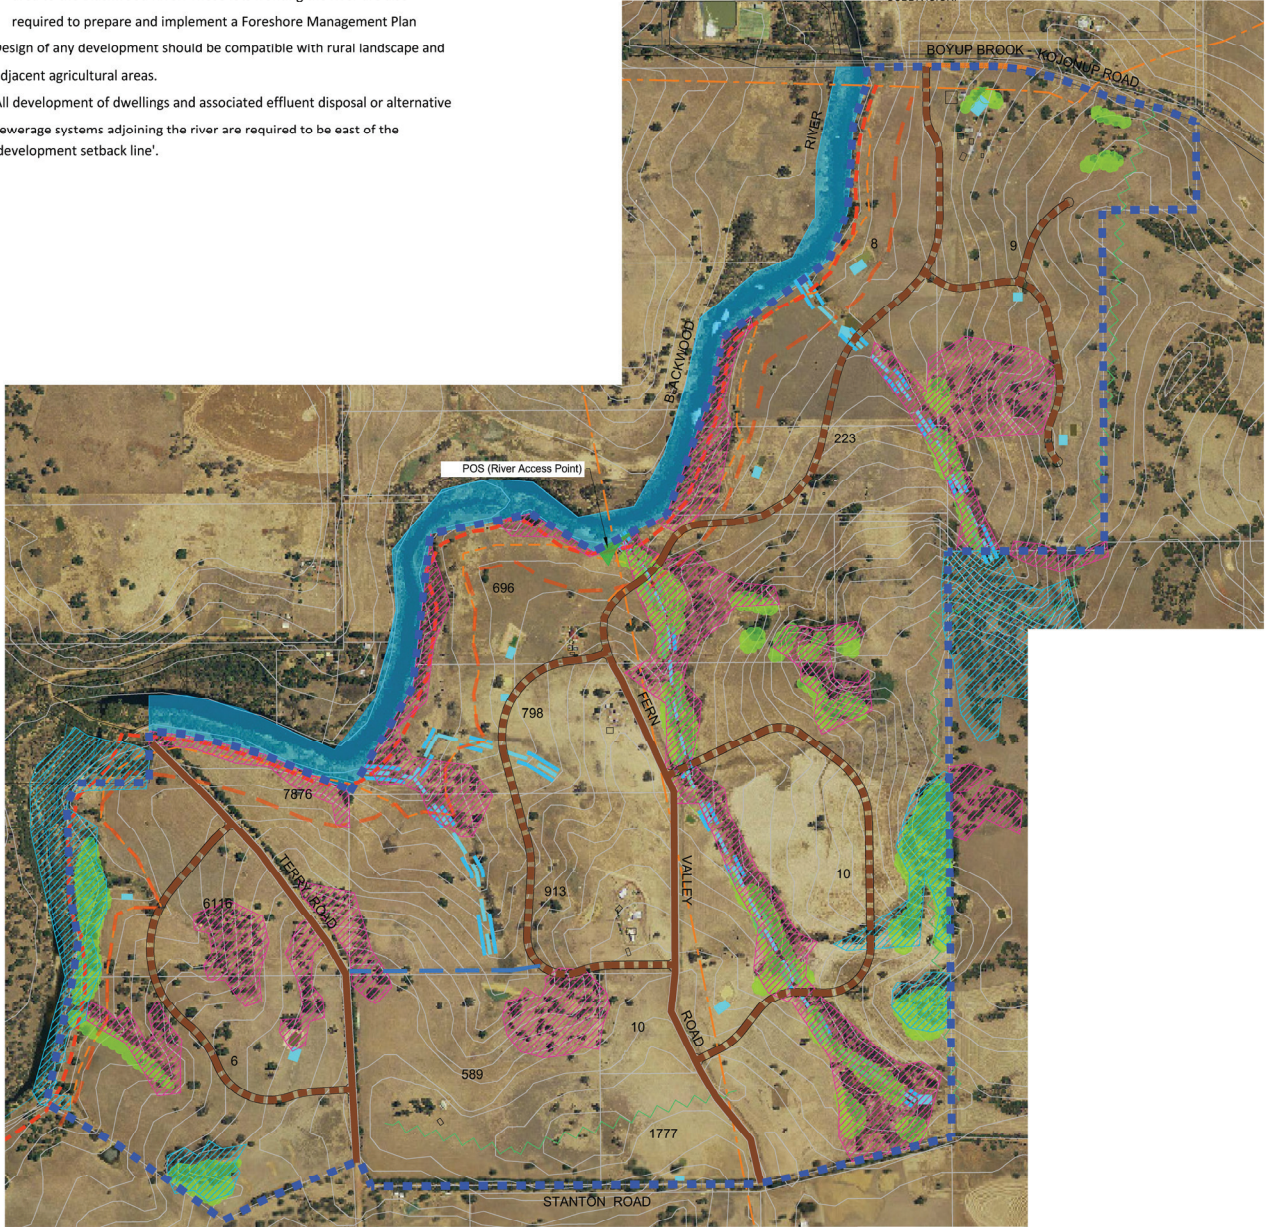 required to prepare and implement a Foreshore Management Plan
esign of any development should be compatible with rural landscape and
djacent agricultural areas.
ll development of dwellings and associated effluent disposal or alternative
ewerage systems adjoining the river are required to be east of the
development setback line'.
BOYUP BROOK - KOJONUP ROAD
RIVER
8
9
BLACKWOOD
223
POS (River Access Point)
696
798
FERN
7876
TERRY ROAD
VALLEY
10
913
6116
ROAD
10
6
589
1777
STANTON ROAD